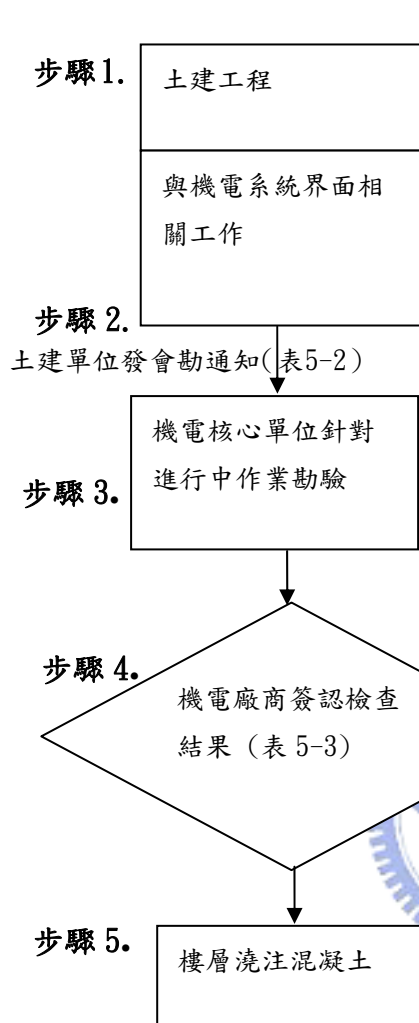 步驟1.
土建工程
與機電系統界面相
關工作
步驟 2.
土建單位發會勘通知(表5-2)
機電核心單位針對
進行中作業勘驗
步驟 3.
步驟 4.
機電廠商簽認檢查
結果（表 5-3）
步驟 5.
樓層澆注混凝土